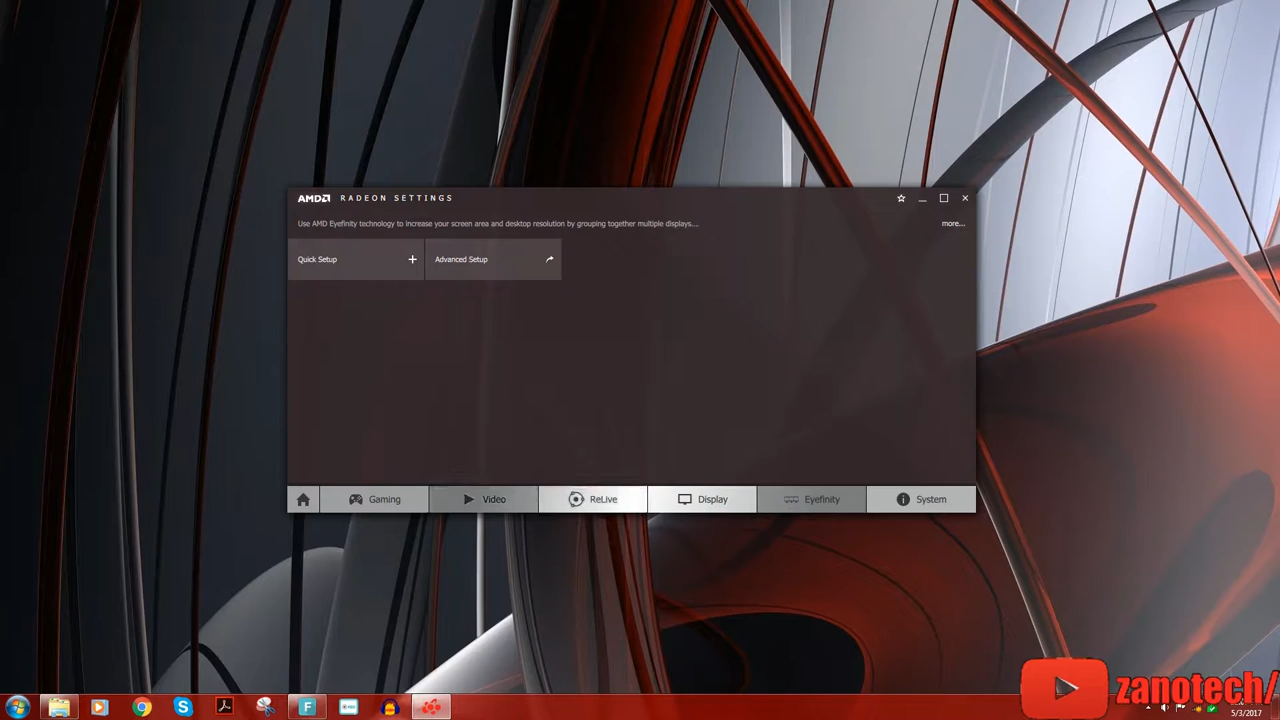 AMD RADEON SETTINGS
Use AMD Eyefinity technology to increase your screen area and desktop resolution by grouping together multiple displays...
more...
Quick Setup
Advanced Setup
Gaming
Video
ReLive
Display
Eyefinity
System
zanotech/
5/3/2017